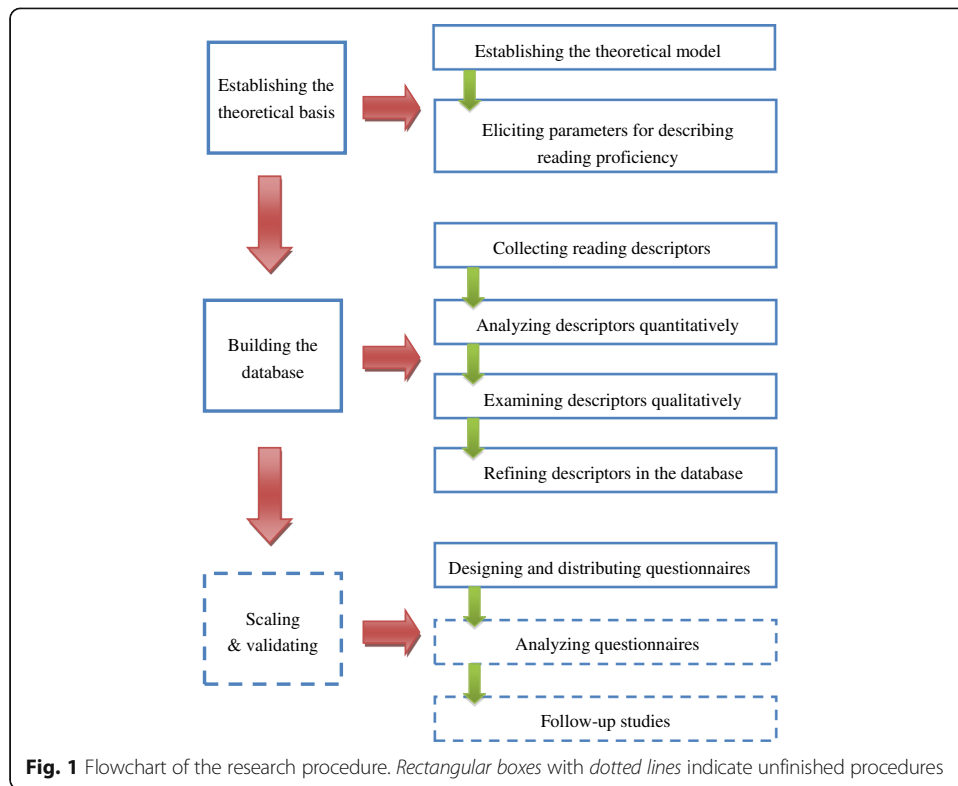 Establishing the
theoretical basis
Establishing the theoretical model
Eliciting parameters for describing
reading proficiency
Building the
database
Collecting reading descriptors
Analyzing descriptors quantitatively
Examining descriptors qualitatively
Refining descriptors in the database
Scaling
& validating
Designing and distributing questionnaires
Analyzing questionnaires
Follow-up studies
Fig. 1 Flowchart of the research procedure. Rectangular boxes with dotted lines indicate unfinished procedures